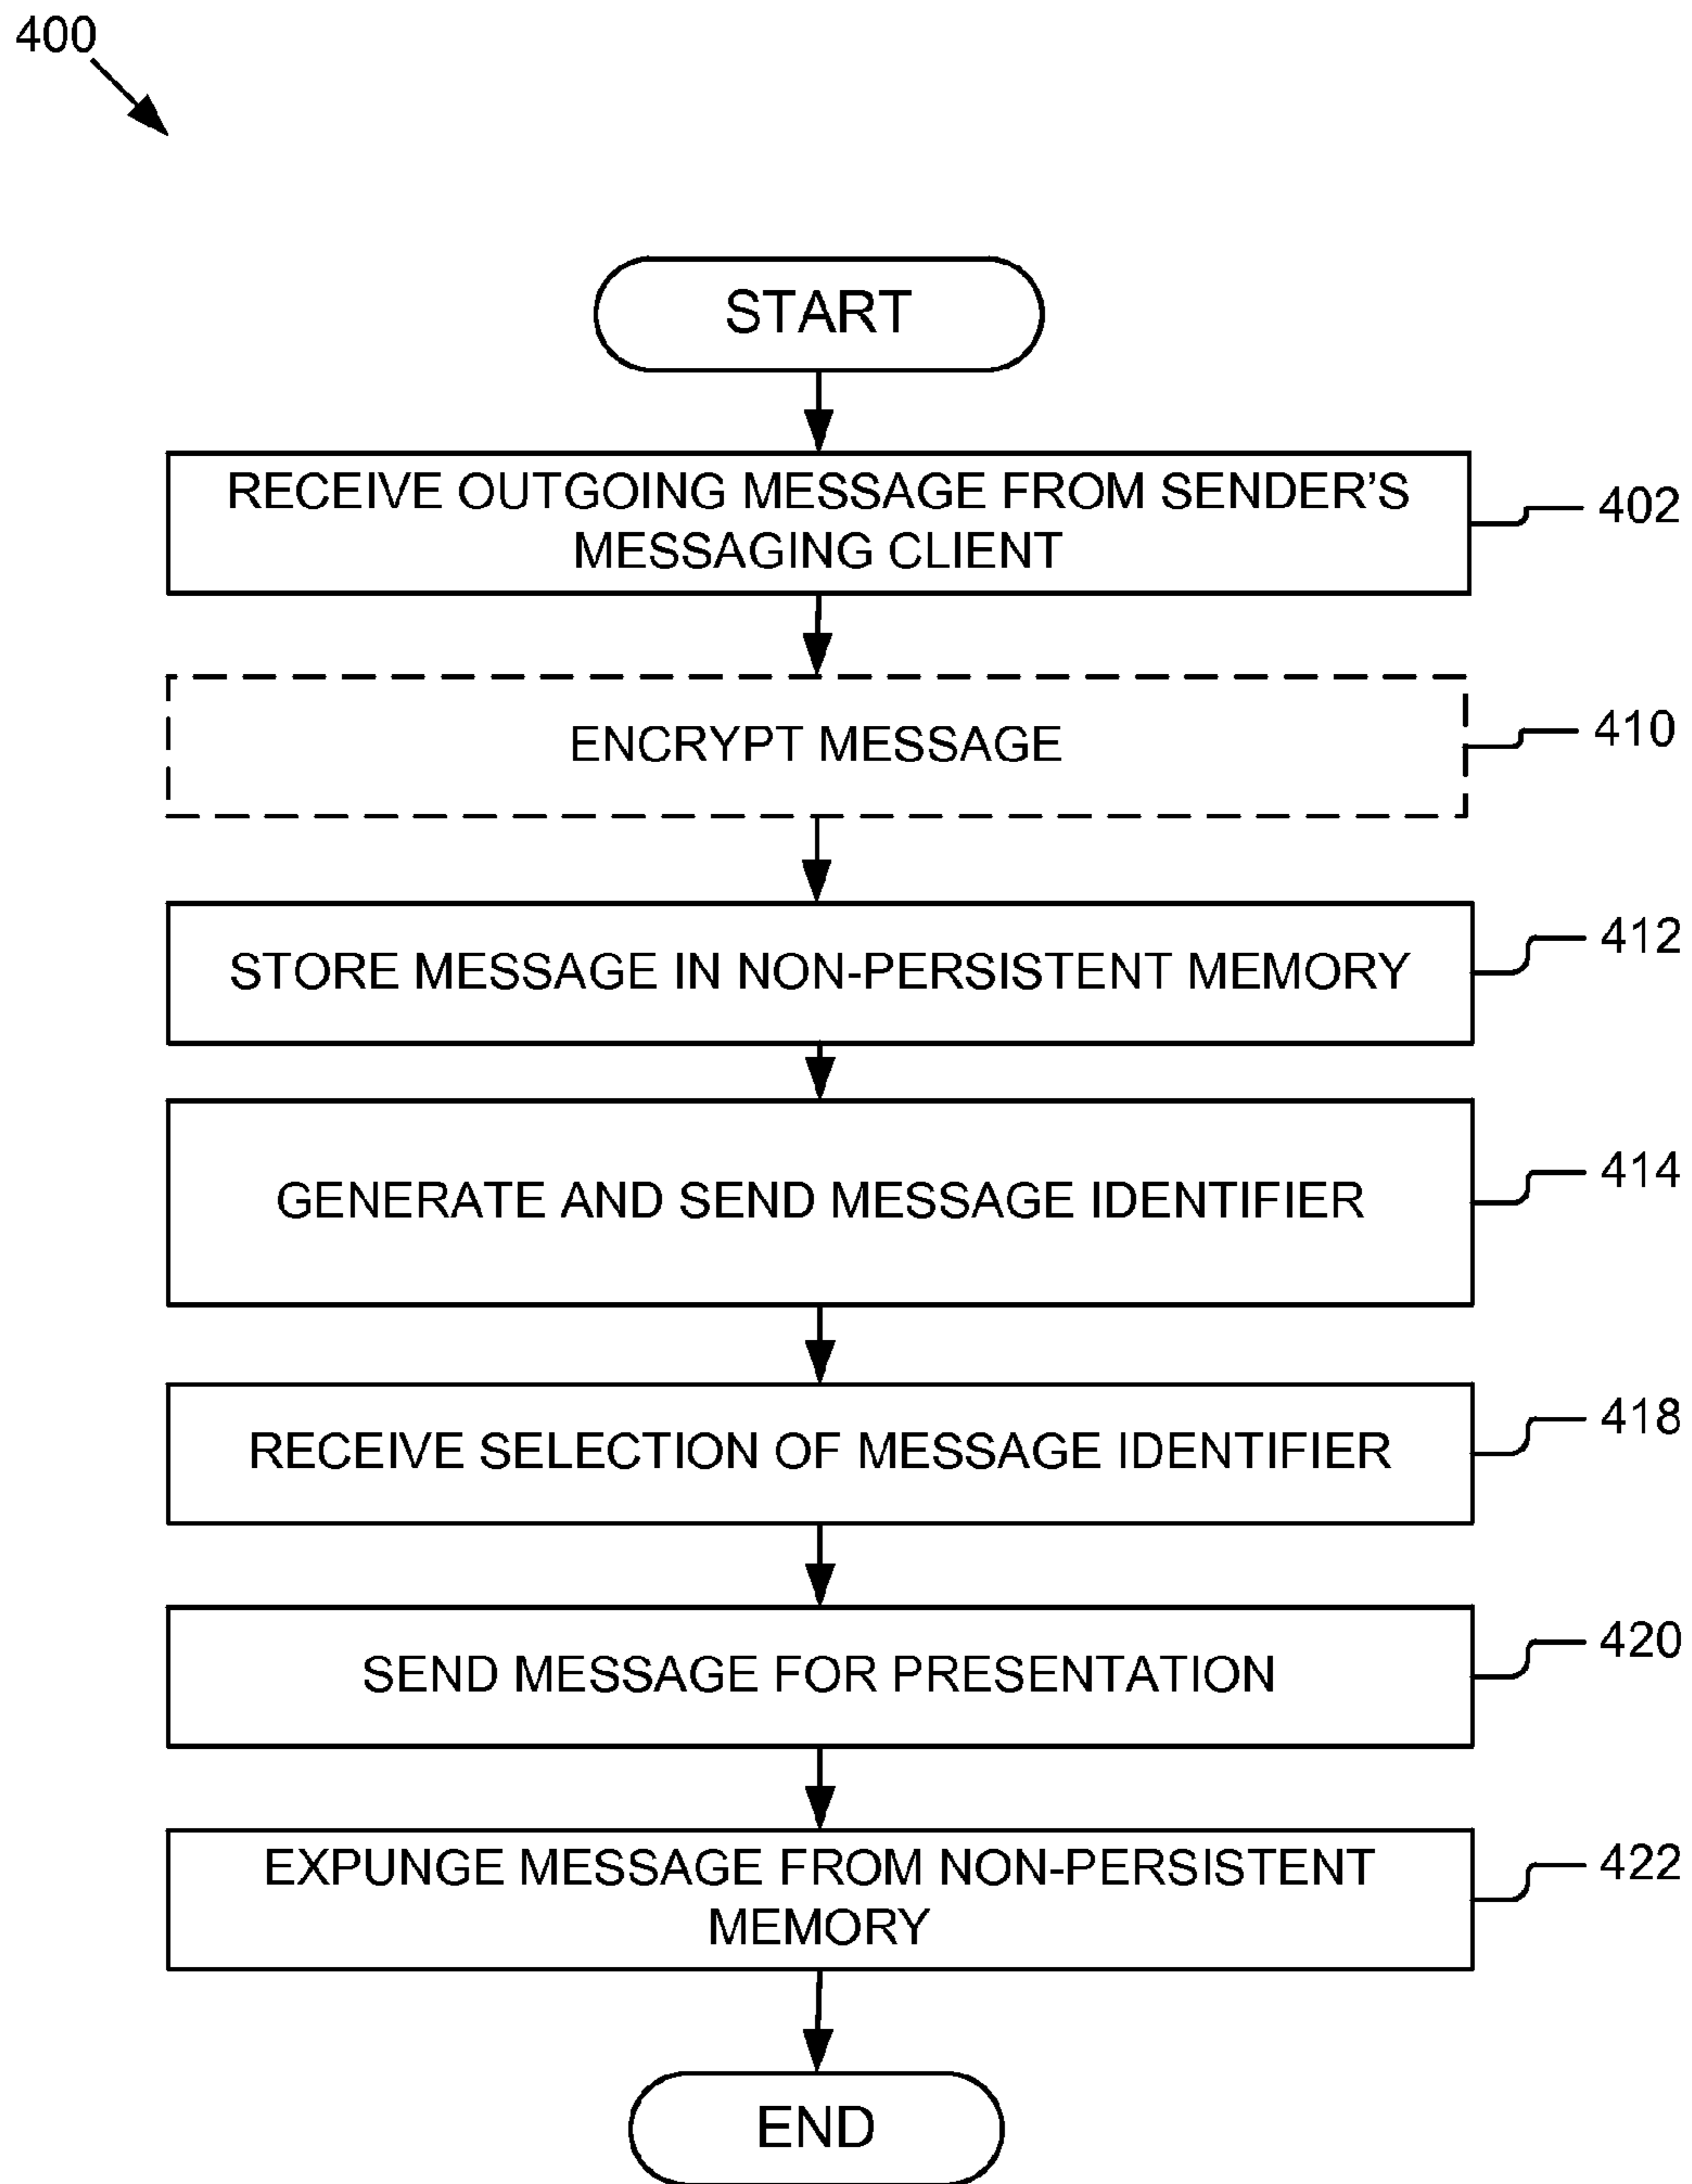 400
START
RECEIVE OUTGOING MESSAGE FROM SENDER'S
MESSAGING CLIENT
402
ENCRYPT MESSAGE
410
STORE MESSAGE IN NON-PERSISTENT MEMORY
412
GENERATE AND SEND MESSAGE IDENTIFIER
414
RECEIVE SELECTION OF MESSAGE IDENTIFIER
418
SEND MESSAGE FOR PRESENTATION
420
EXPUNGE MESSAGE FROM NON-PERSISTENT
MEMORY
422
END